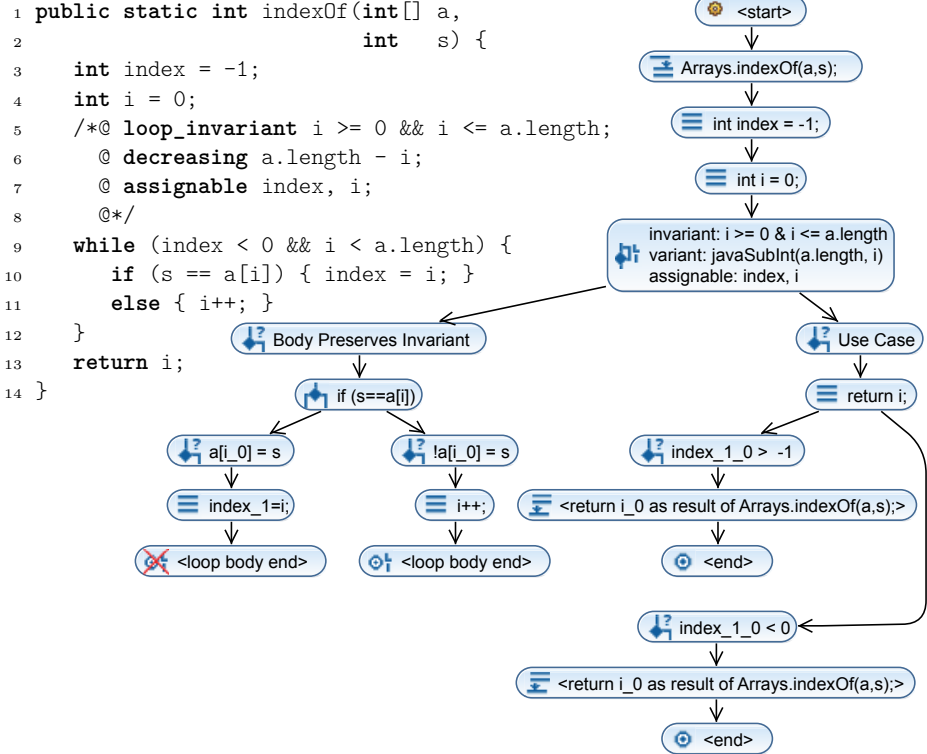 1 public static int indexOf(int[] a,
2 int s) {
3 int index = -1;
4 int i = 0;
5 /*@ loop_invariant i >= 0 && i <= a.length;
6 @ decreasing a.length - i;
7 @ assignable index, i;
8 @*/
9 while (index < 0 && i < a.length) {
10 if (s == a[i]) { index = i; }
11 else { i++; }
12 }
13 return i;
14 }
<start>
Arrays.indexOf(a,s);
int index = -1;
int i = 0;
invariant: i >= 0 & i <= a.length
variant: javaSubInt(a.length, i)
assignable: index, i
Body Preserves Invariant
Use Case
if (s==a[i])
return i;
a[i_0] = s
!a[i_0] = s
index_1_0 > -1
index_1=i;
i++;
<return i_0 as result of Arrays.indexOf(a,s);>
<loop body end>
<loop body end>
<end>
index_1_0 < 0
<return i_0 as result of Arrays.indexOf(a,s);>
<end>